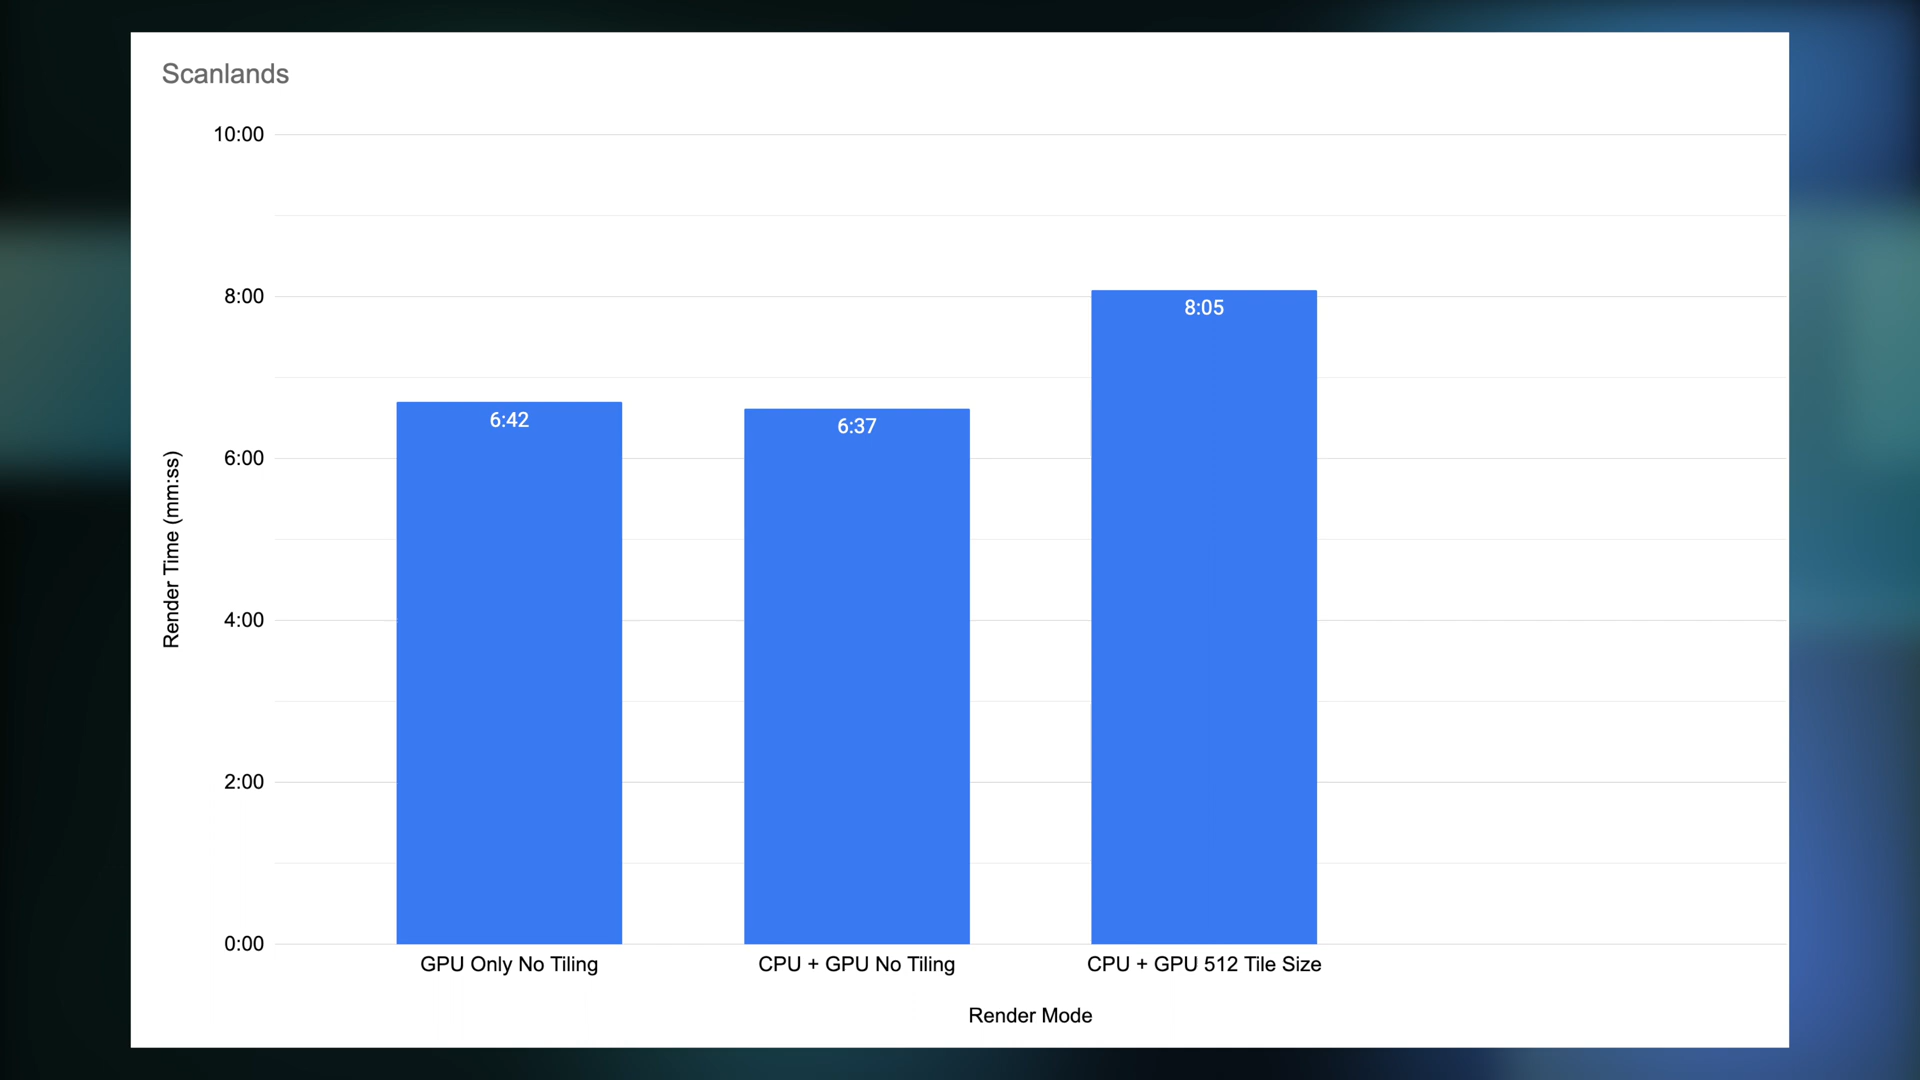 Scanlands
10:00
8:00
6:00
4:00
2:00
0:00
Render Time (mm:ss)
6:42
6:37
8:05
GPU Only No Tiling
CPU + GPU No Tiling
CPU + GPU 512 Tile Size
Render Mode